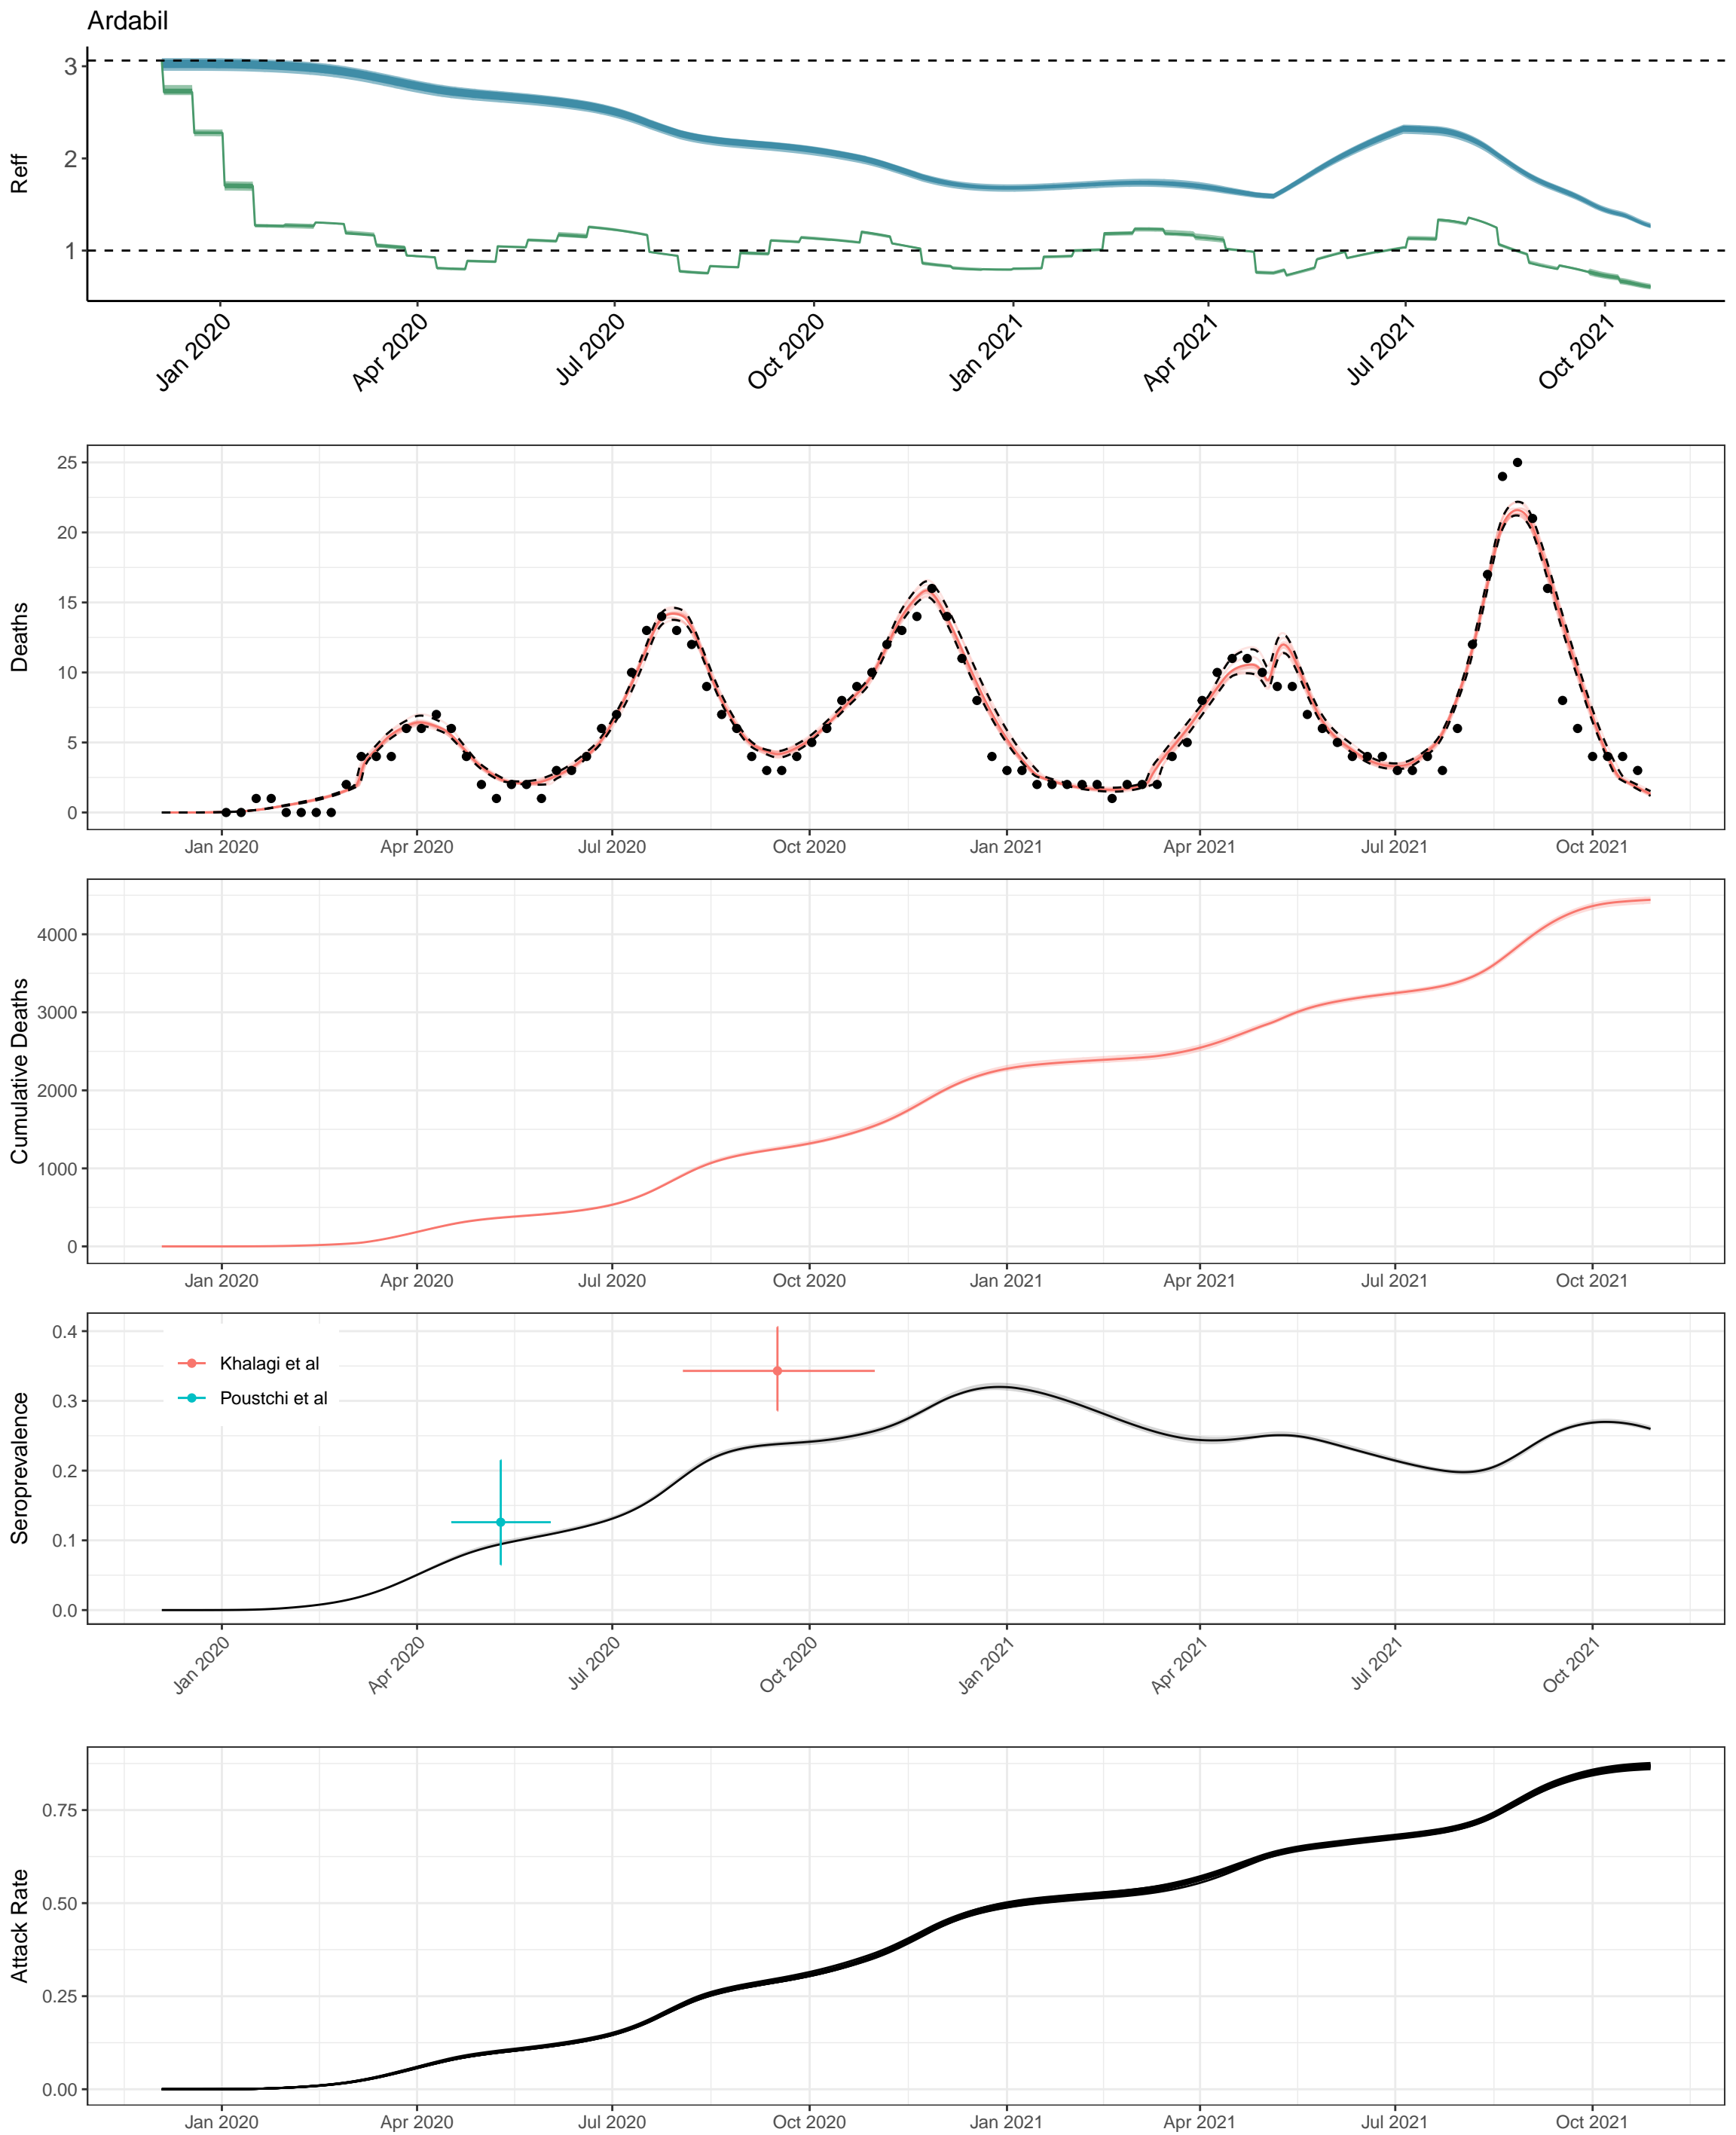 Ardabil
Reff
3
2
1
Jan 2020
Apr 2020
Jul 2020
Oct 2020
Jan 2021
Apr 2021
Jul 2021
Oct 2021
Deaths
25
20
15
10
5
0
Jan 2020
Apr 2020
Jul 2020
Oct 2020
Jan 2021
Apr 2021
Jul 2021
Oct 2021
Cumulative Deaths
4000
3000
2000
1000
0
Jan 2020
Apr 2020
Jul 2020
Oct 2020
Jan 2021
Apr 2021
Jul 2021
Oct 2021
Seroprevalence
0.4
0.3
0.2
0.1
0.0
Khalagi et al
Poustchi et al
Jan 2020
Apr 2020
Jul 2020
Oct 2020
Jan 2021
Apr 2021
Jul 2021
Oct 2021
Attack Rate
0.75
0.50
0.25
0.00
Jan 2020
Apr 2020
Jul 2020
Oct 2020
Jan 2021
Apr 2021
Jul 2021
Oct 2021